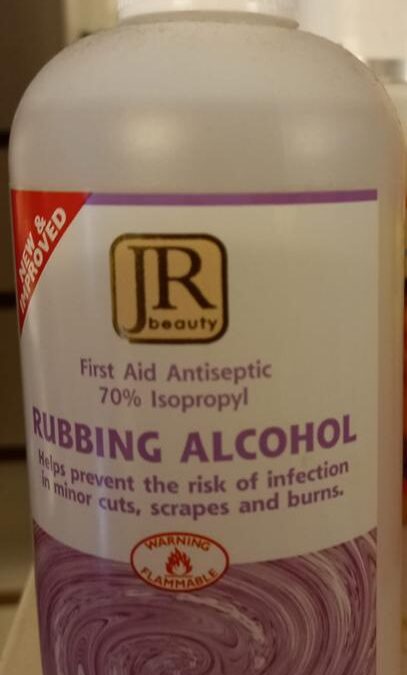 NEW &
IMPROVED
JR
beauty
First Aid Antiseptic
70% Isopropyl
RUBBING ALCOHOL
Helps prevent the risk of infection
in minor cuts, scrapes and burns.
WARNING
FLAMMABLE